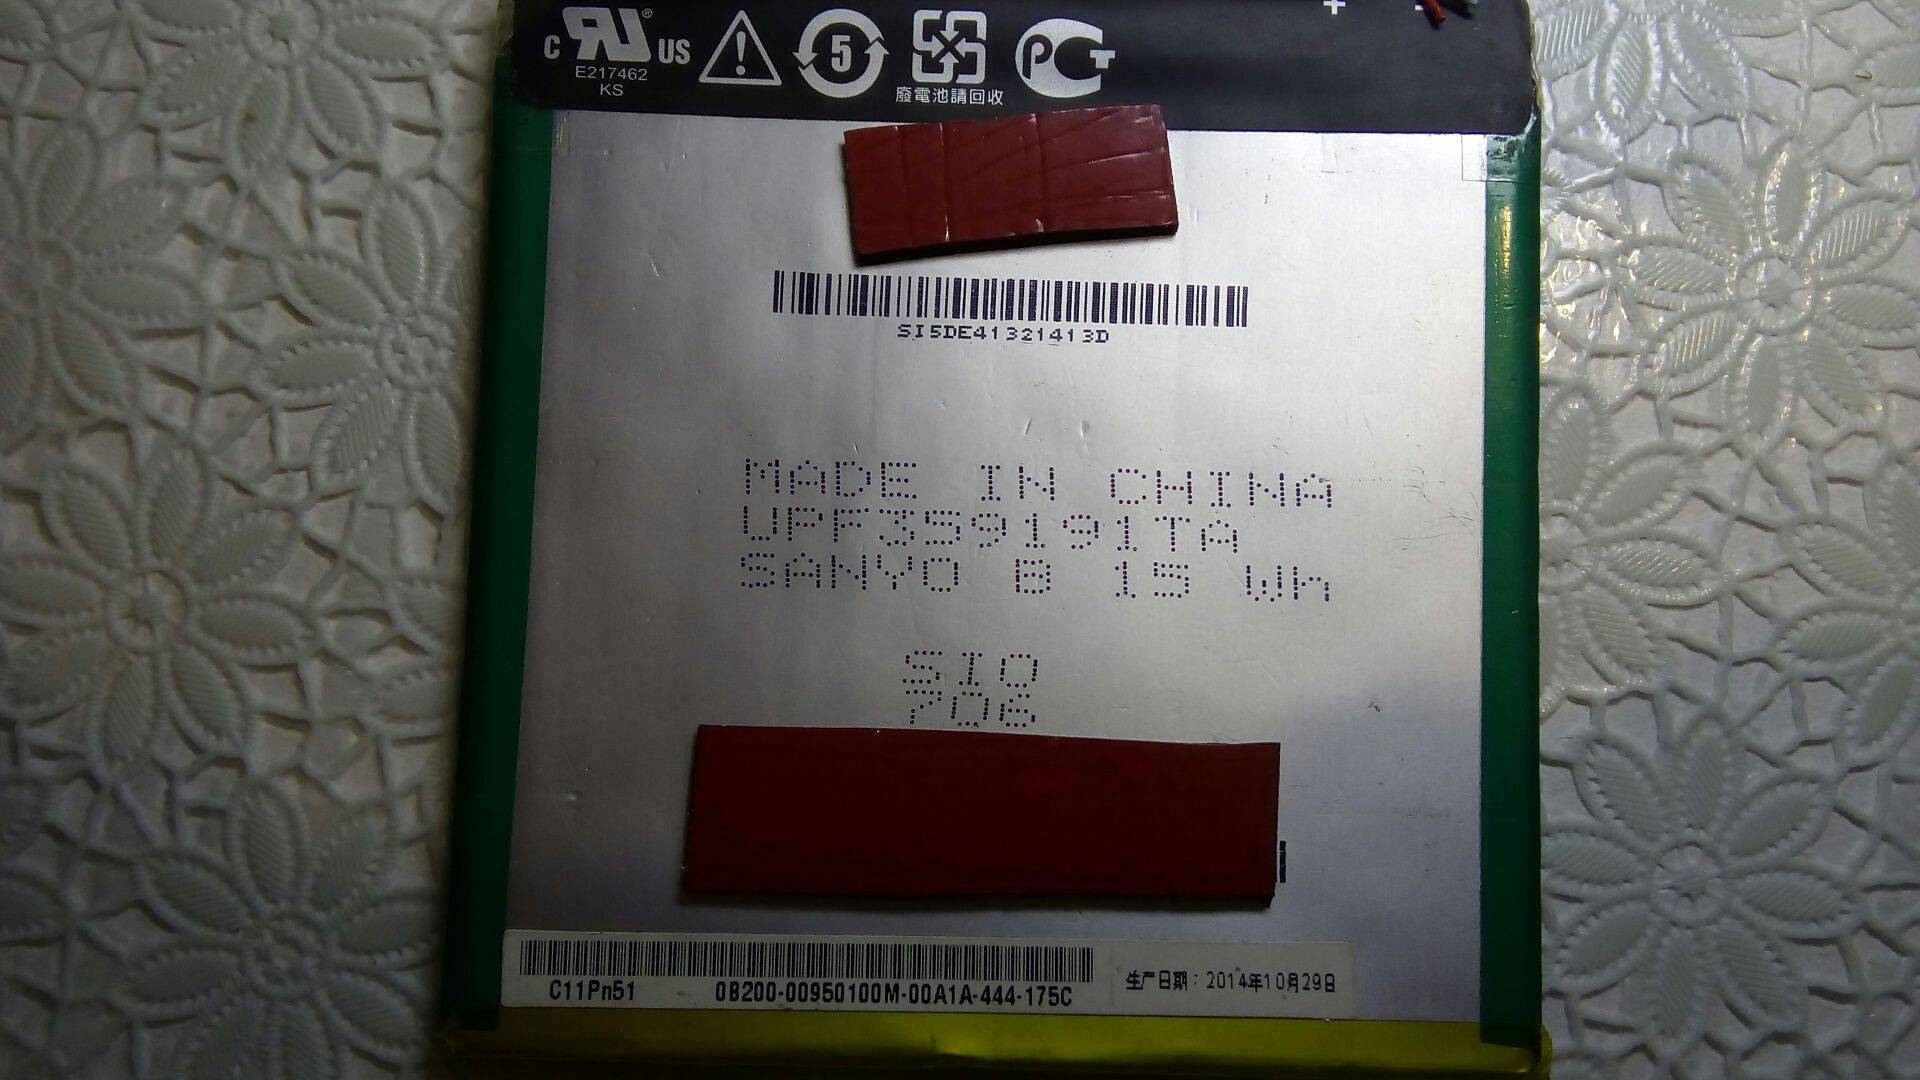 C UL US
E217462
KS
5
廢電池請回收
PCT
+ -
SI5DE41321413D
MADE IN CHINA
UPF359191TA
SANYO B 15 Wh
SIO
706
C11Pn51 0B200-00950100M-00A1A-444-175C
生产日期：2014年10月29日